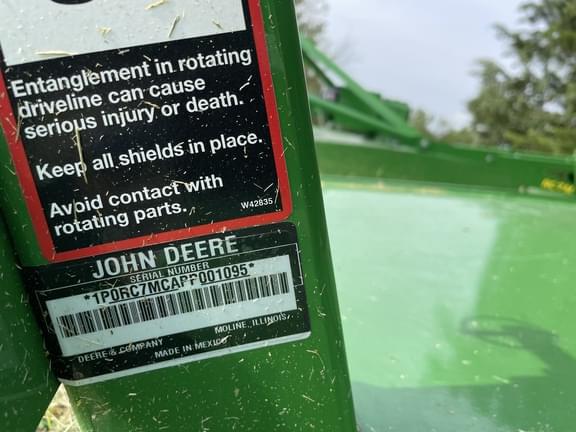 Entanglement in rotating
driveline can cause
serious injury or death.
Keep all shields in place.
Avoid contact with
rotating parts.
W42835
JOHN DEERE
SERIAL NUMBER
*1P0RC7MCAPP001095*
MOLINE, ILLINOIS
DEERE & COMPANY
MADE IN MEXICO